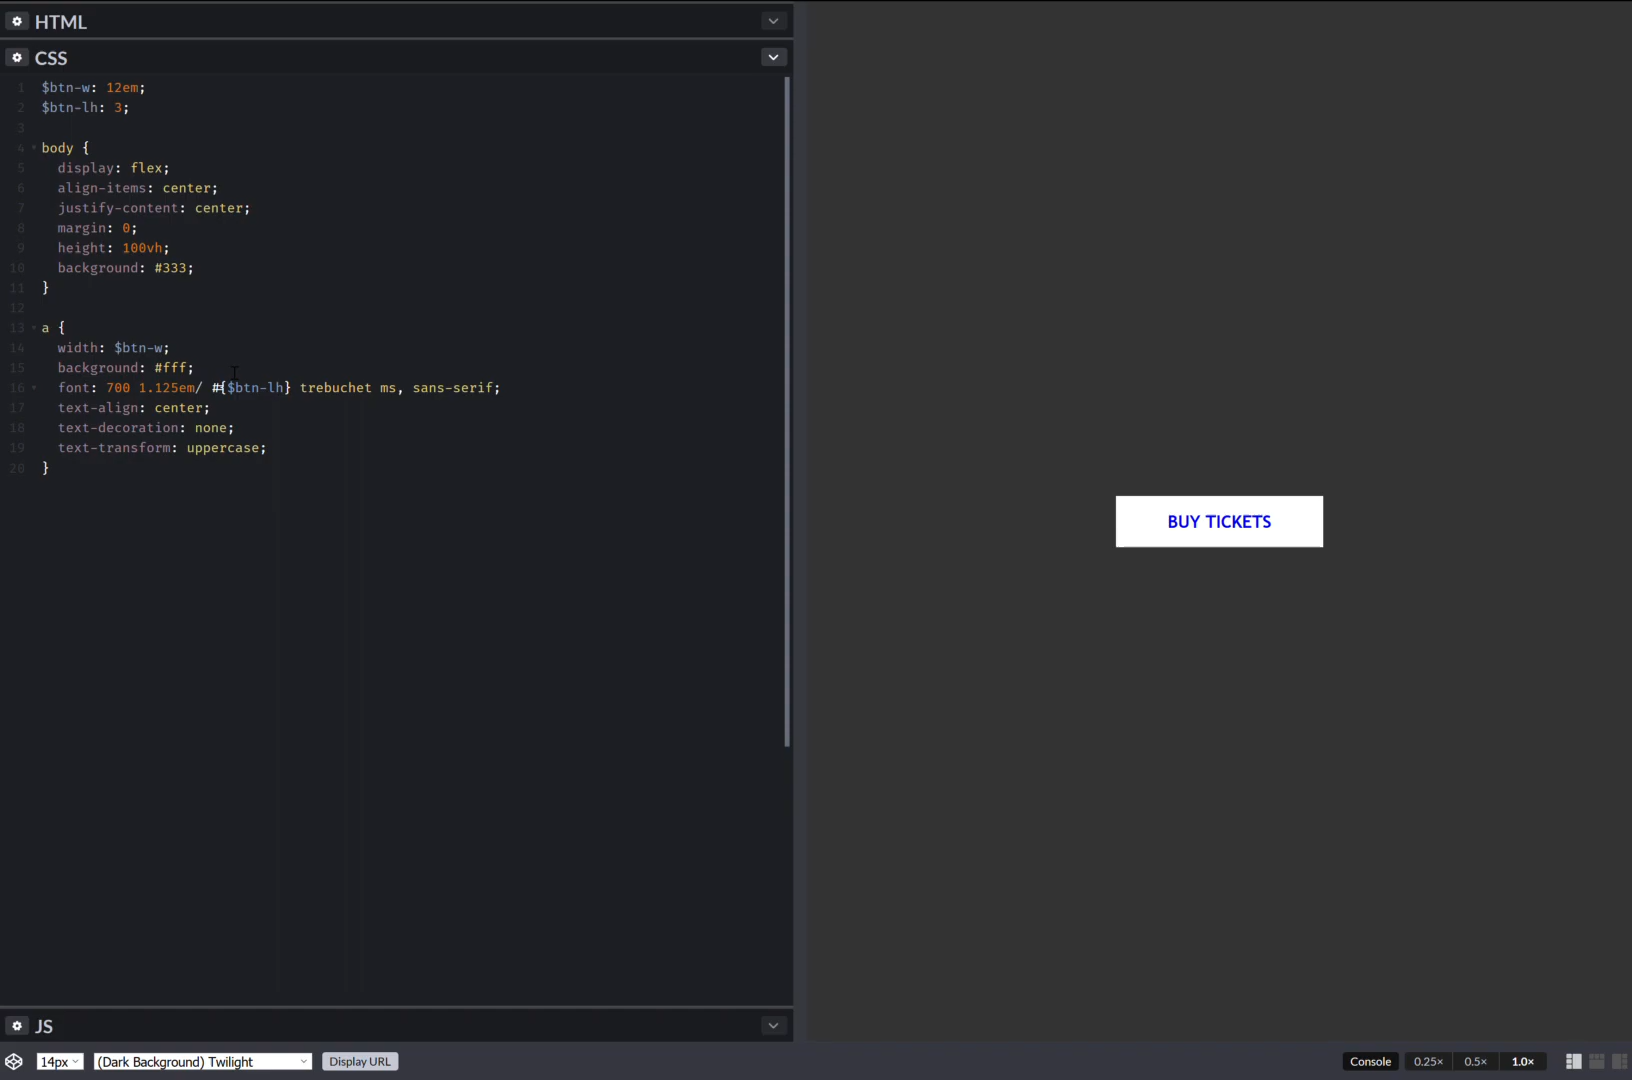 HTML
CSS
1 $btn-w: 12em;
2 $btn-lh: 3;
3
4 body {
5 display: flex;
6 align-items: center;
7 justify-content: center;
8 margin: 0;
9 height: 100vh;
10 background: #333;
11 }
12
13 a {
14 width: $btn-w;
15 background: #fff;
16 font: 700 1.125em/ #{$btn-lh} trebuchet ms, sans-serif;
17 text-align: center;
18 text-decoration: none;
19 text-transform: uppercase;
20 }
BUY TICKETS
JS
14px (Dark Background) Twilight Display URL Console 0.25× 0.5× 1.0×